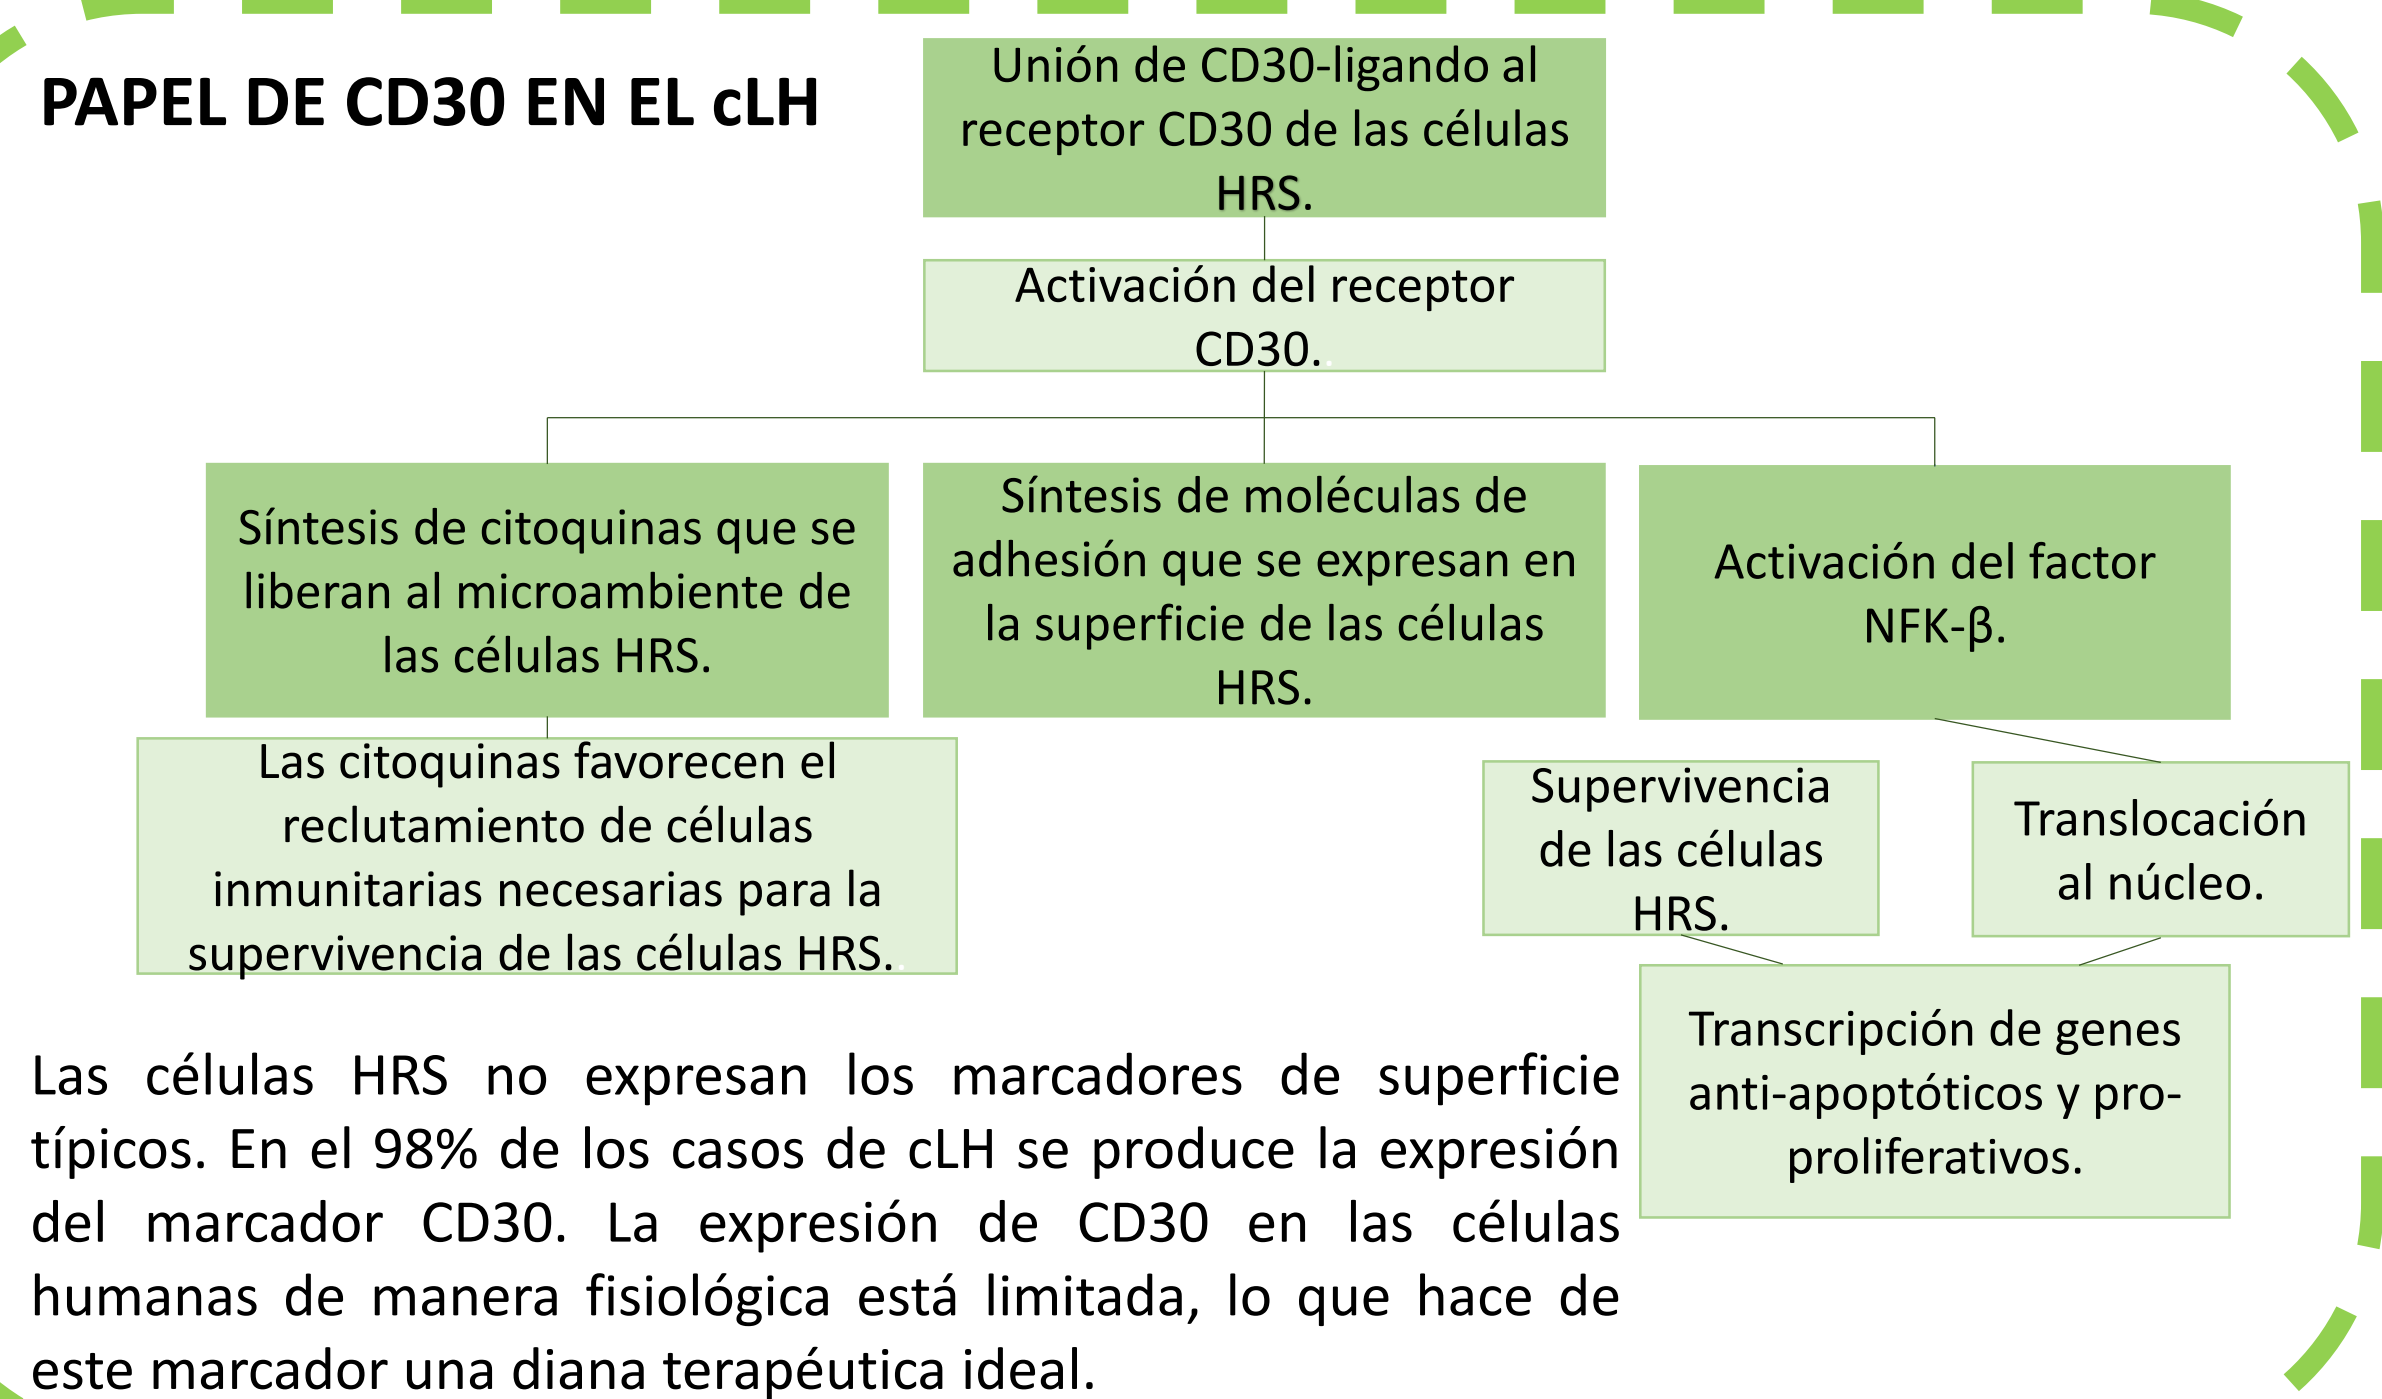 PAPEL DE CD30 EN EL cLH
Unión de CD30-ligando al
receptor CD30 de las células
HRS.
Activación del receptor
CD30..
Síntesis de citoquinas que se
liberan al microambiente de
las células HRS.
Síntesis de moléculas de
adhesión que se expresan en
la superficie de las células
HRS.
Activación del factor
NFK-β.
Las citoquinas favorecen el
reclutamiento de células
inmunitarias necesarias para la
supervivencia de las células HRS..
Supervivencia
de las células
HRS.
Translocación
al núcleo.
Transcripción de genes
anti-apoptóticos y pro-
proliferativos.
Las células HRS no expresan los marcadores de superficie
típicos. En el 98% de los casos de cLH se produce la expresión
del marcador CD30. La expresión de CD30 en las células
humanas de manera fisiológica está limitada, lo que hace de
este marcador una diana terapéutica ideal.